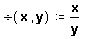 ÷(x,y) := x/y